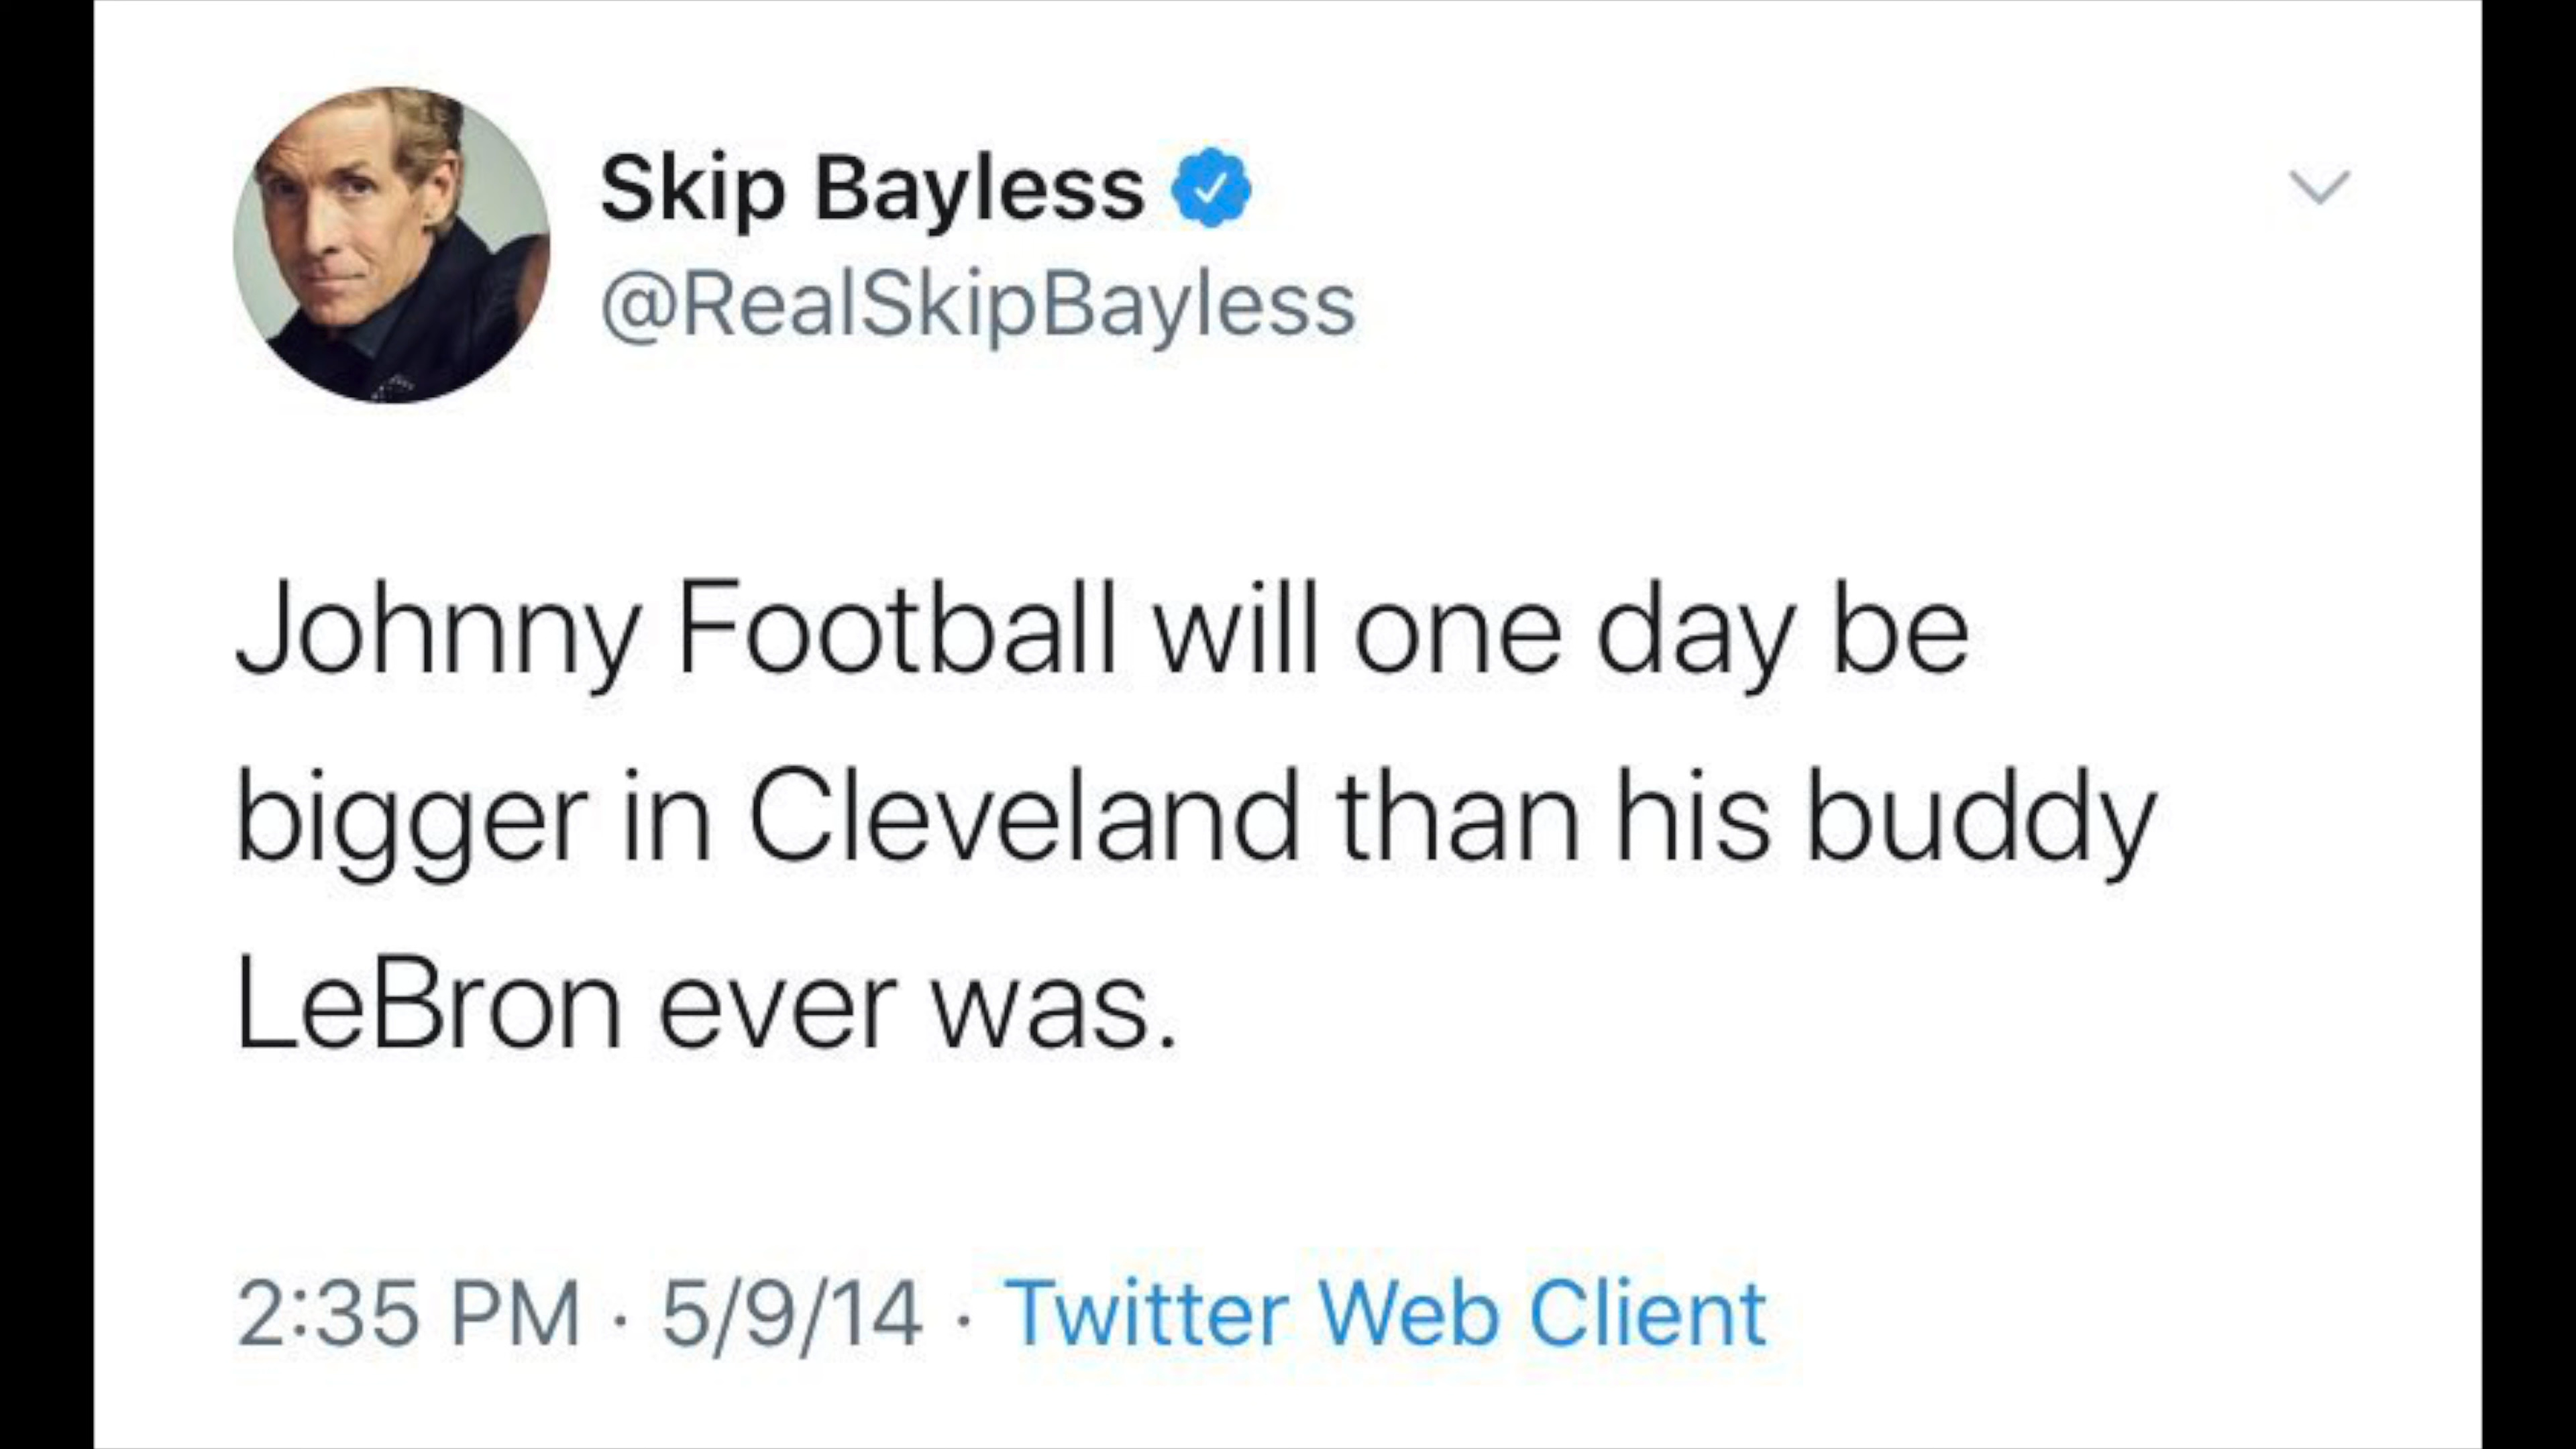 Skip Bayless
@RealSkipBayless
Johnny Football will one day be
bigger in Cleveland than his buddy
LeBron ever was.
2:35 PM · 5/9/14 · Twitter Web Client